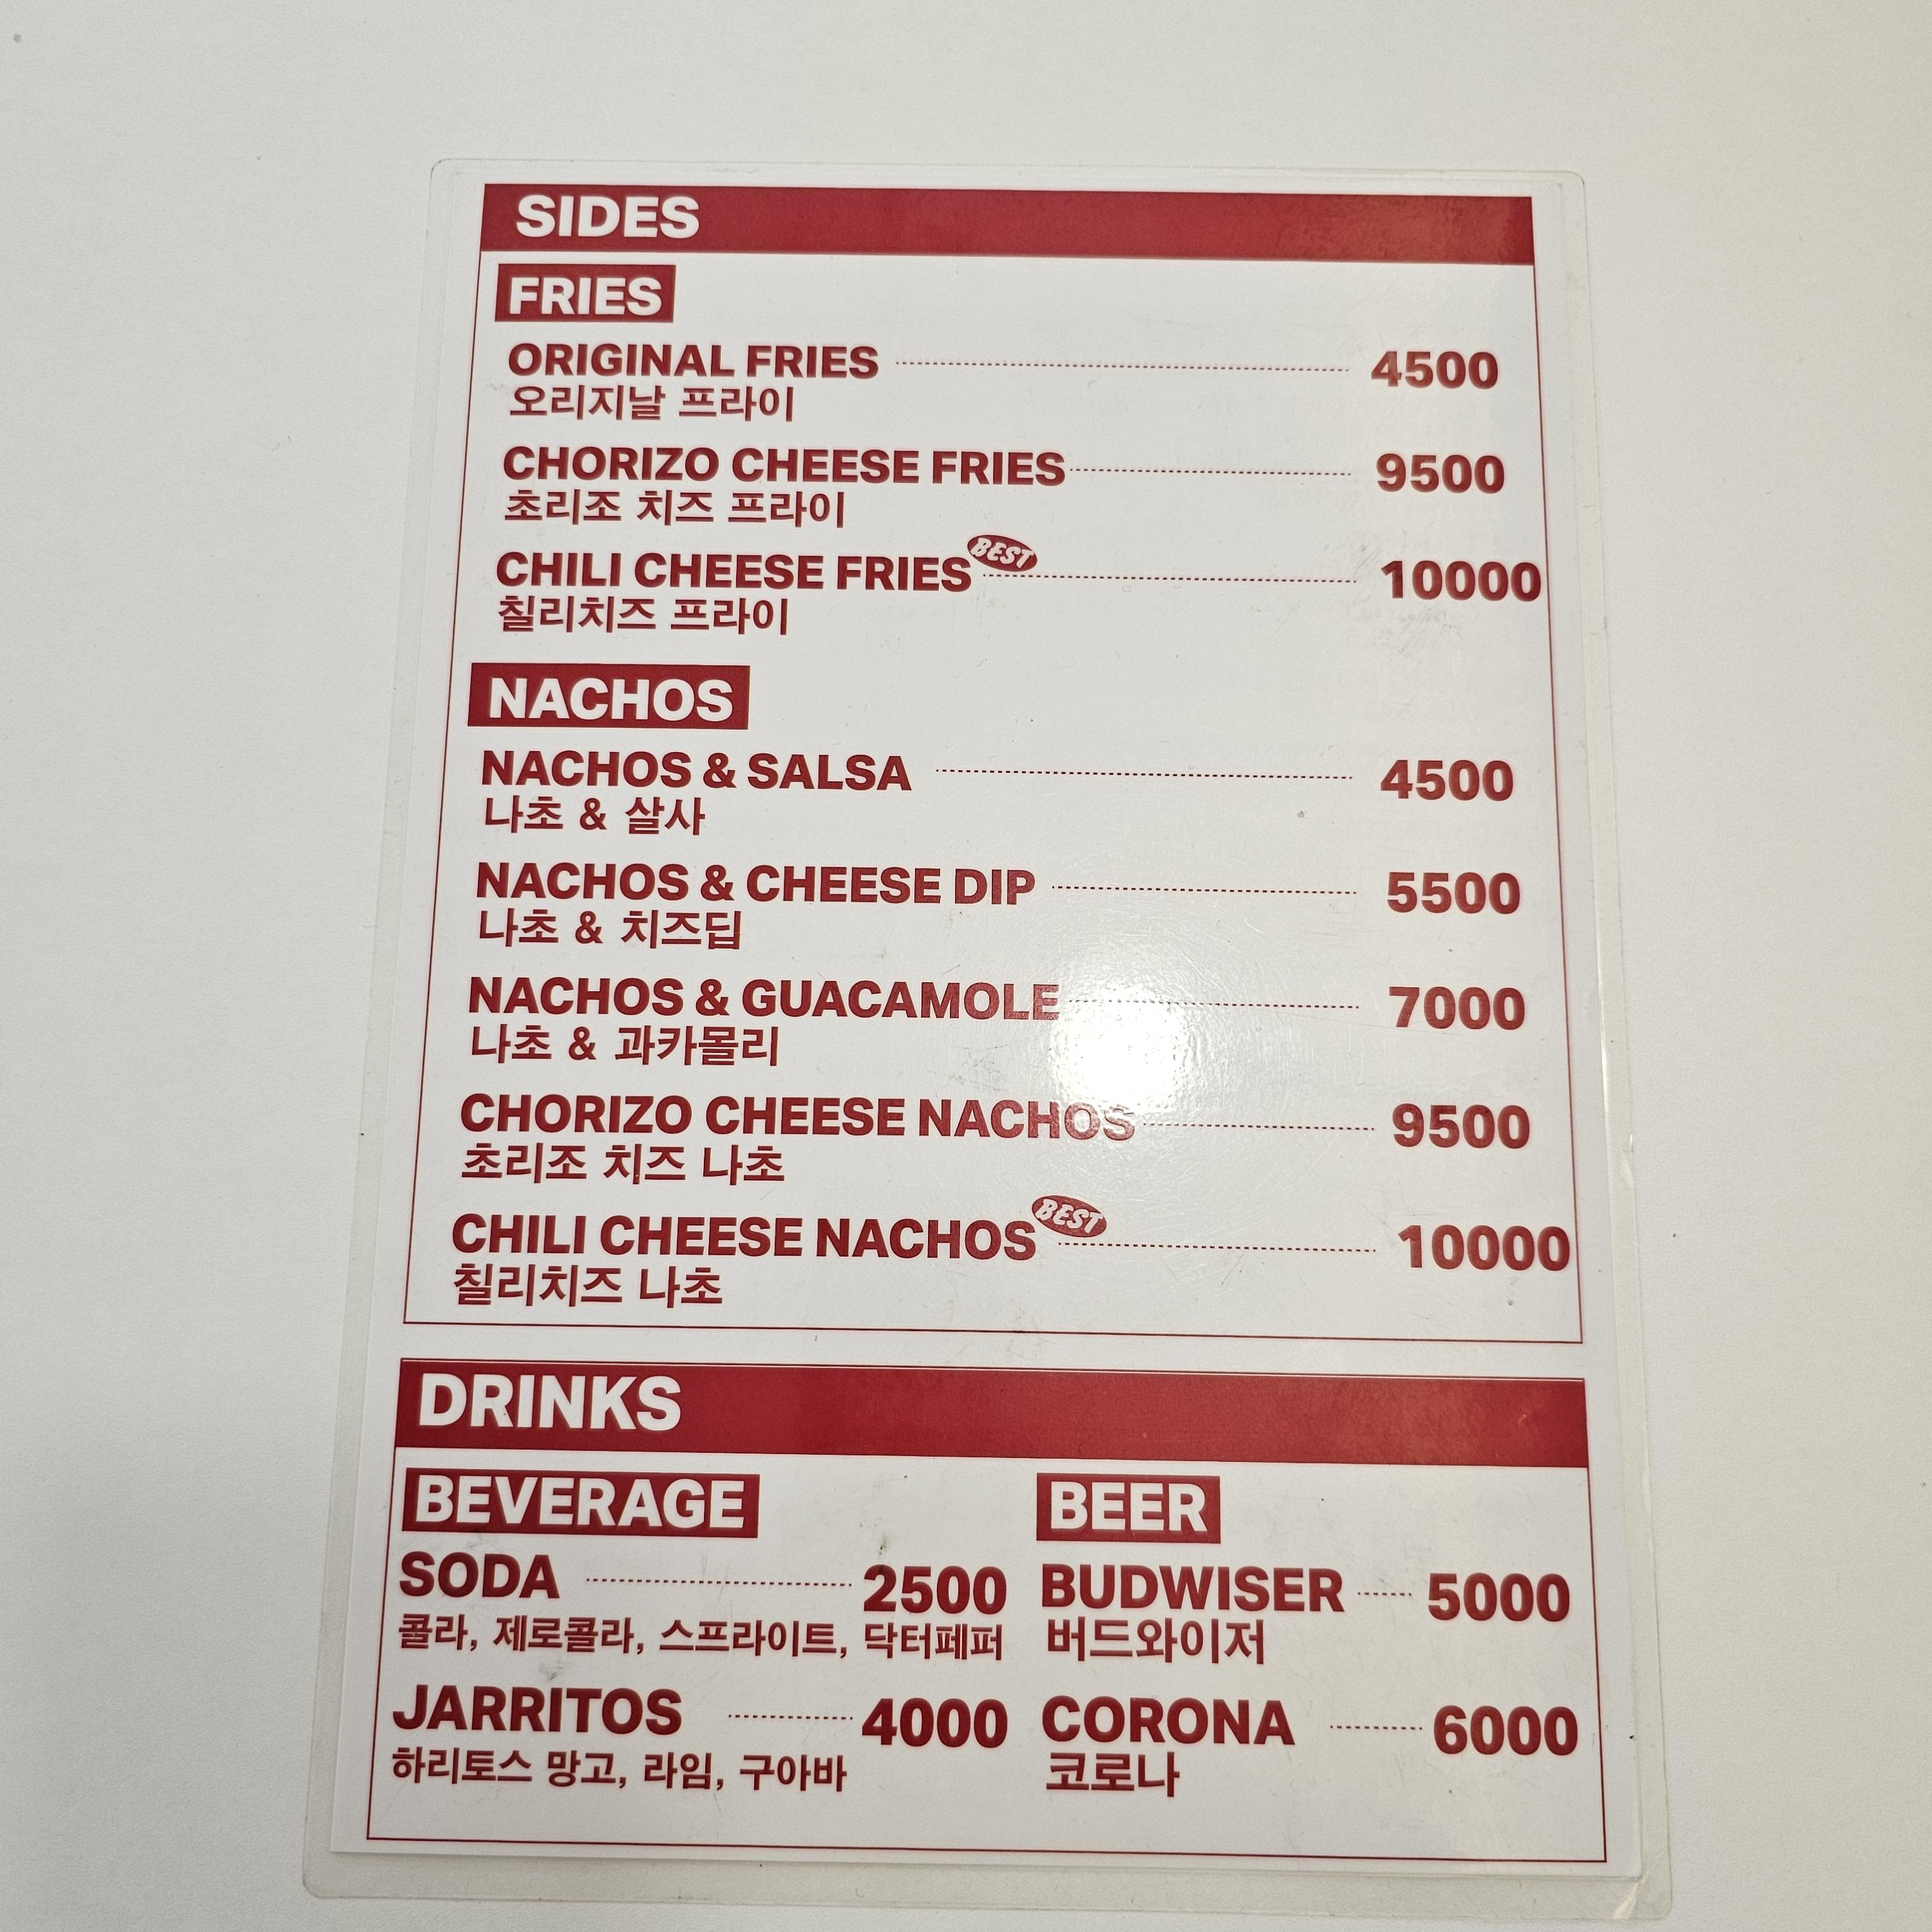 SIDES
FRIES
ORIGINAL FRIES 4500
오리지날 프라이
CHORIZO CHEESE FRIES 9500
초리조 치즈 프라이
CHILI CHEESE FRIES BEST 10000
칠리치즈 프라이
NACHOS
NACHOS & SALSA 4500
나초 & 살사
NACHOS & CHEESE DIP 5500
나초 & 치즈딥
NACHOS & GUACAMOLE 7000
나초 & 과카몰리
CHORIZO CHEESE NACHOS 9500
초리조 치즈 나초
CHILI CHEESE NACHOS BEST 10000
칠리치즈 나초
DRINKS
BEVERAGE
SODA 2500
콜라, 제로콜라, 스프라이트, 닥터페퍼
JARRITOS 4000
하리토스 망고, 라임, 구아바
BEER
BUDWISER 5000
버드와이저
CORONA 6000
코로나